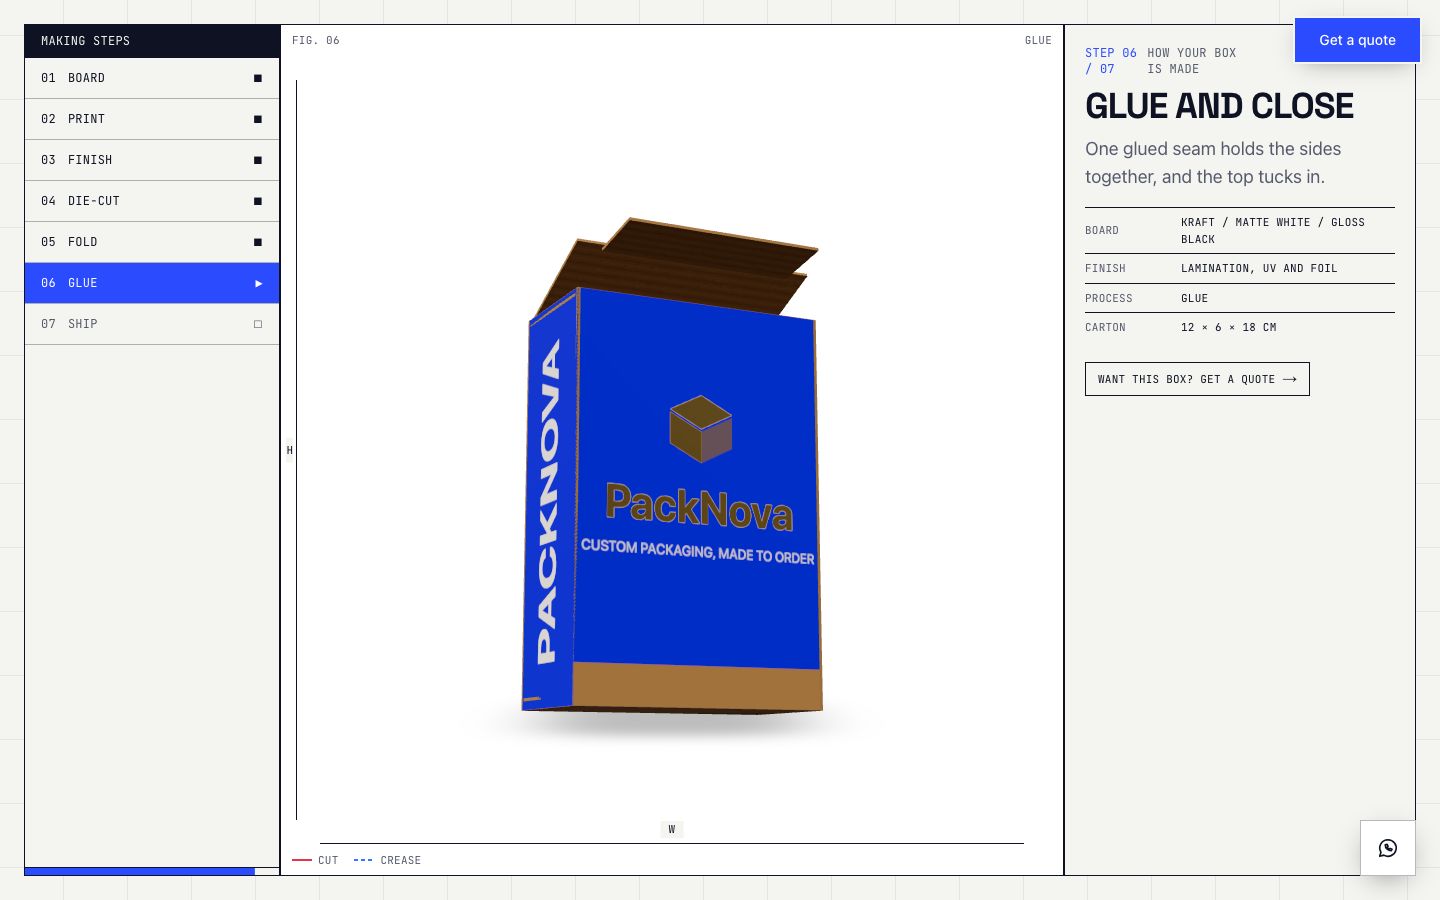 MAKING STEPS
01 BOARD
02 PRINT
03 FINISH
04 DIE-CUT
05 FOLD
06 GLUE
07 SHIP
FIG. 06
GLUE
H
PACKNOVA
PackNova
CUSTOM PACKAGING, MADE TO ORDER
W
CUT
CREASE
Get a quote
STEP 06 / 07
HOW YOUR BOX IS MADE
GLUE AND CLOSE
One glued seam holds the sides
together, and the top tucks in.
BOARD
KRAFT / MATTE WHITE / GLOSS
BLACK
FINISH
LAMINATION, UV AND FOIL
PROCESS
GLUE
CARTON
12 × 6 × 18 CM
WANT THIS BOX? GET A QUOTE →